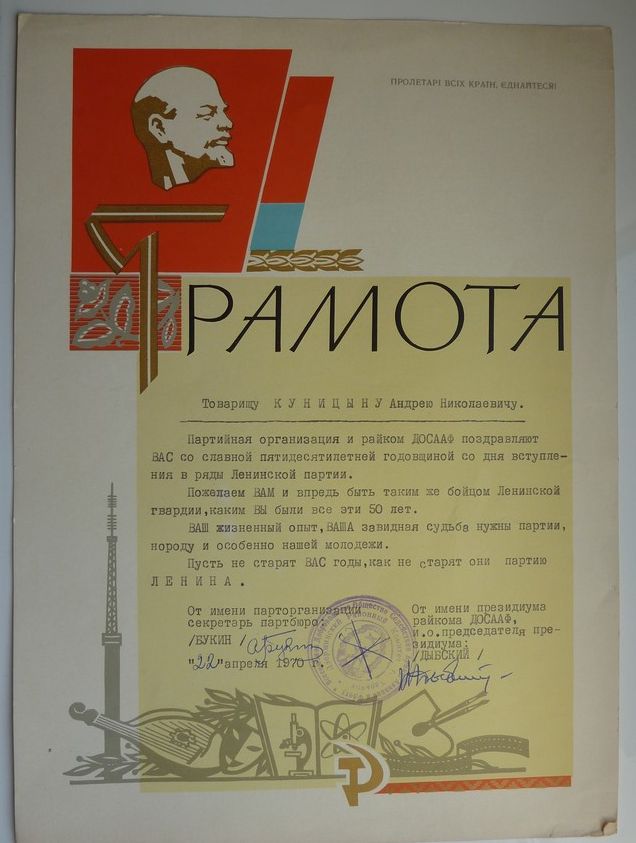 ПРОЛЕТАРІ ВСІХ КРАЇН, ЄДНАЙТЕСЯ!
ГРАМОТА
Товарищу КУНИЦЫНУ Андрею Николаевичу.
Партийная организация и райком ДОСААФ поздравляют
ВАС со славной пятидесятилетней годовщиной со дня вступле-
ния в ряды Ленинской партии.
Пожелаем ВАМ и впредь быть таким же бойцом Ленинской
гвардии,каким ВЫ были все эти 50 лет.
ВАШ жизненный опыт,ВАША завидная судьба нужны партии,
нороду и особенно нашей молодежи.
Пусть не старят ВАС годы,как не старят они партию
ЛЕНИНА.
От имени парторганизации
секретарь партбюро:
/БУКИН/
"22"апреля 1970 г.
От имени президиума
райкома ДОСААФ,
и.о.председателя пре-
зидиума:
/ДЫБСКИЙ/